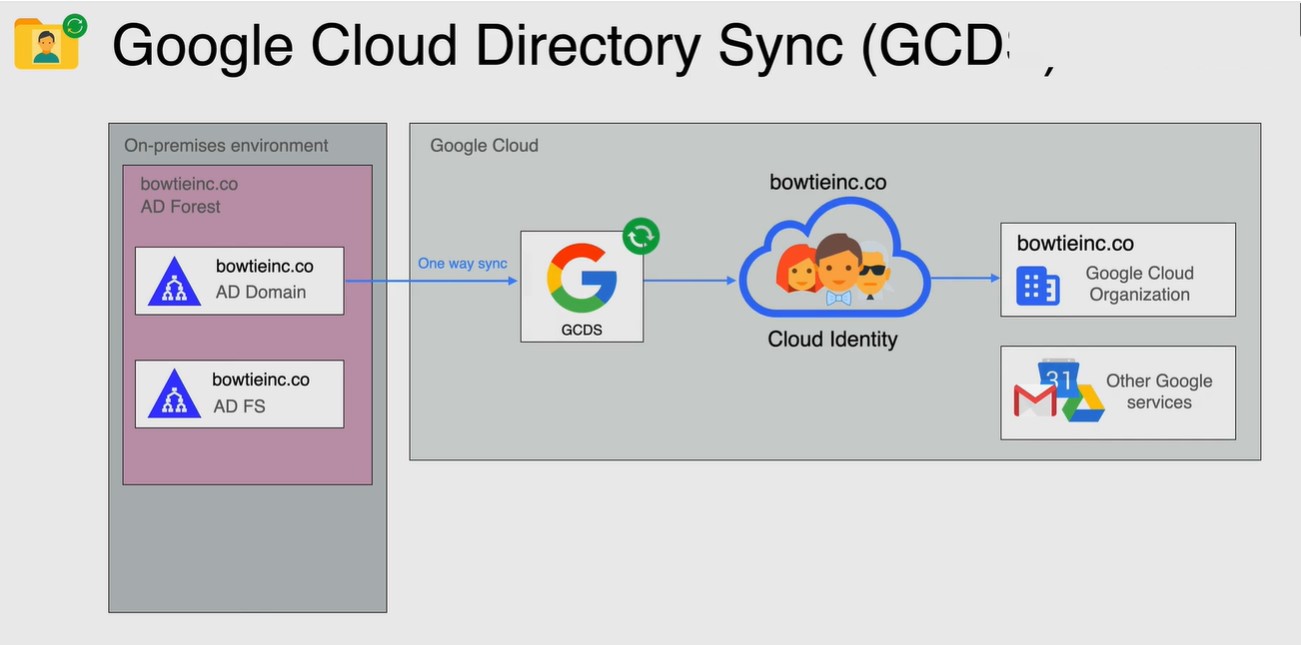 Google Cloud Directory Sync (GCD
On-premises environment
bowtieinc.co
AD Forest
bowtieinc.co
AD Domain
bowtieinc.co
AD FS
One way sync
Google Cloud
GCDS
bowtieinc.co
Cloud Identity
bowtieinc.co
Google Cloud
Organization
31
Other Google
services